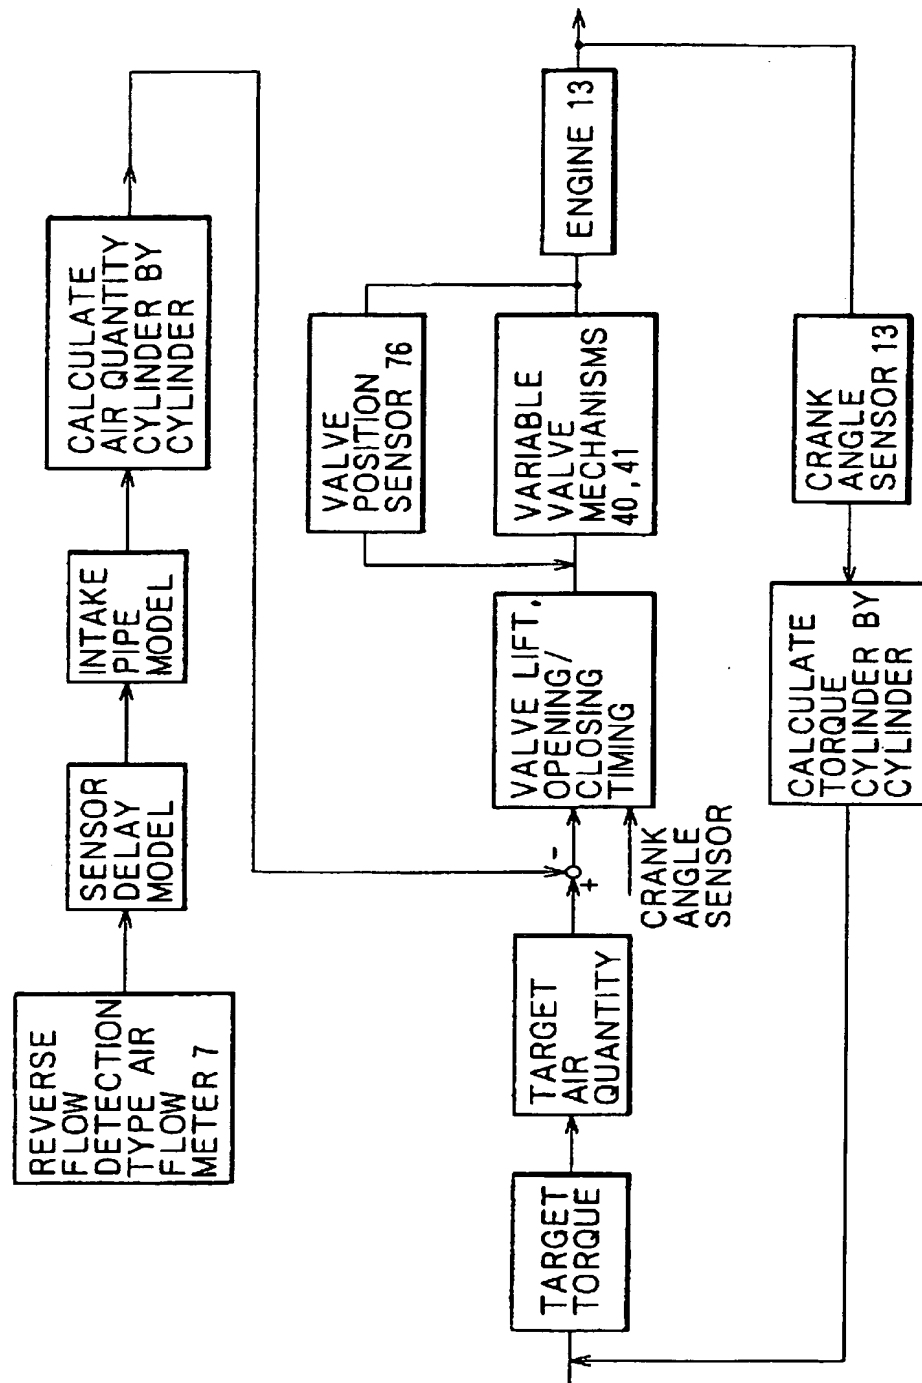 REVERSE
FLOW
DETECTION
TYPE AIR
FLOW
METER 7
SENSOR
DELAY
MODEL
INTAKE
PIPE
MODEL
CALCULATE
AIR QUANTITY
CYLINDER BY
CYLINDER
VALVE
POSITION
SENSOR 76
TARGET
TORQUE
TARGET
AIR
QUANTITY
+
-
CRANK
ANGLE
SENSOR
VALVE LIFT,
OPENING/
CLOSING
TIMING
VARIABLE
VALVE
MECHANISMS
40, 41
ENGINE 13
CALCULATE
TORQUE
CYLINDER BY
CYLINDER
CRANK
ANGLE
SENSOR 13